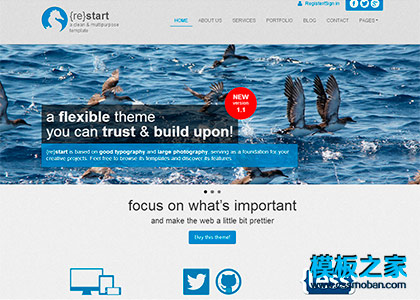 Register/Sign in
{re}start
a clean & multipurpose
template
HOME ABOUT US SERVICES PORTFOLIO BLOG CONTACT PAGES
NEW
version
1.1
a flexible theme
you can trust & build upon!
{re}start is based on good typography and large photography, serving as a foundation for your
creative projects. Feel free to browse its templates and discover its features.
focus on what's important
and make the web a little bit prettier
Buy this theme!
模板之家
www.cssmoban.com